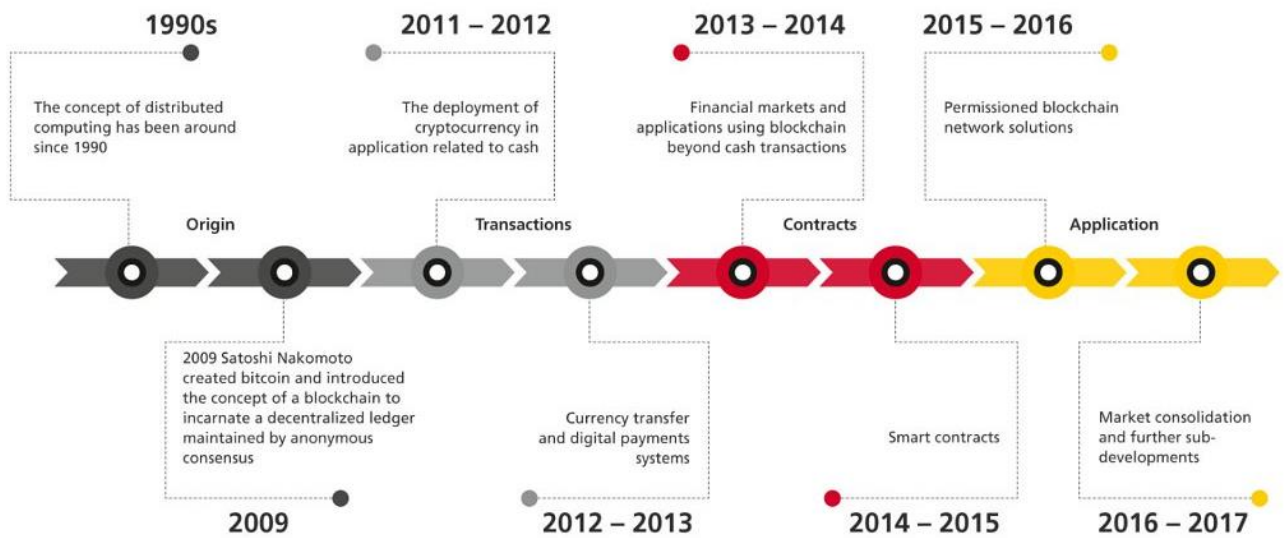 1990s
2011 – 2012
2013 – 2014
2015 – 2016
The concept of distributed
computing has been around
since 1990
The deployment of
cryptocurrency in
application related to cash
Financial markets and
applications using blockchain
beyond cash transactions
Permissioned blockchain
network solutions
Origin
Transactions
Contracts
Application
2009 Satoshi Nakomoto
created bitcoin and introduced
the concept of a blockchain to
incarnate a decentralized ledger
maintained by anonymous
consensus
Currency transfer
and digital payments
systems
Smart contracts
Market consolidation
and further sub-
developments
2009
2012 – 2013
2014 – 2015
2016 – 2017